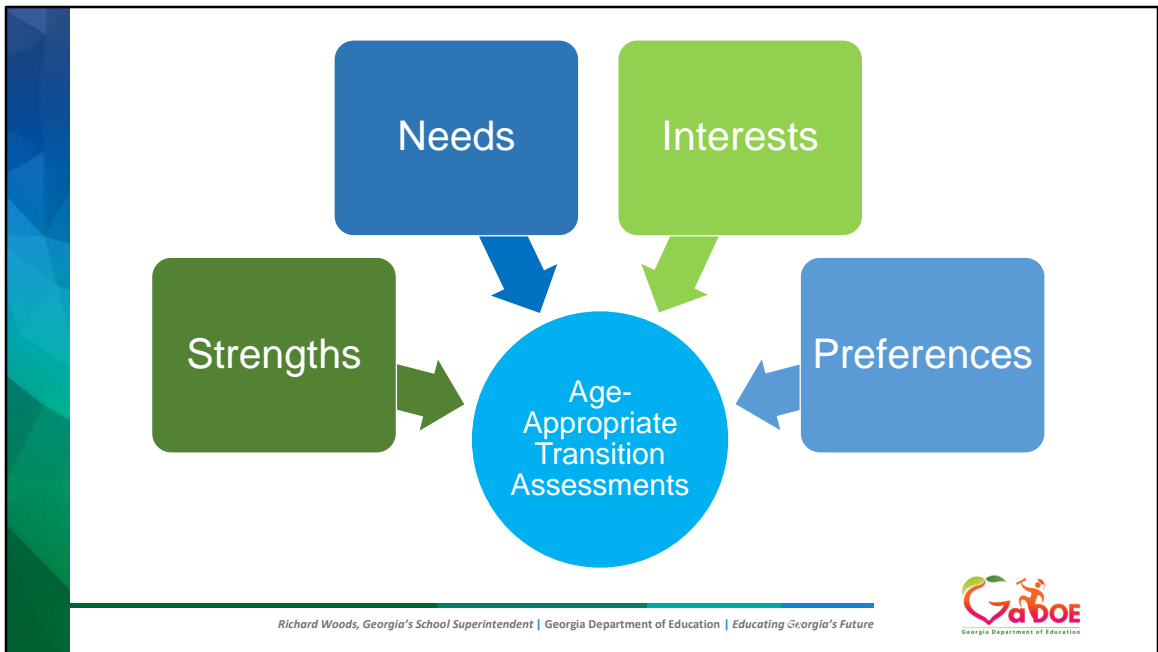 Needs
Interests
Strengths
Preferences
Age-
Appropriate
Transition
Assessments
Richard Woods, Georgia’s School Superintendent | Georgia Department of Education | Educating Georgia’s Future
GaDOE
Georgia Department of Education